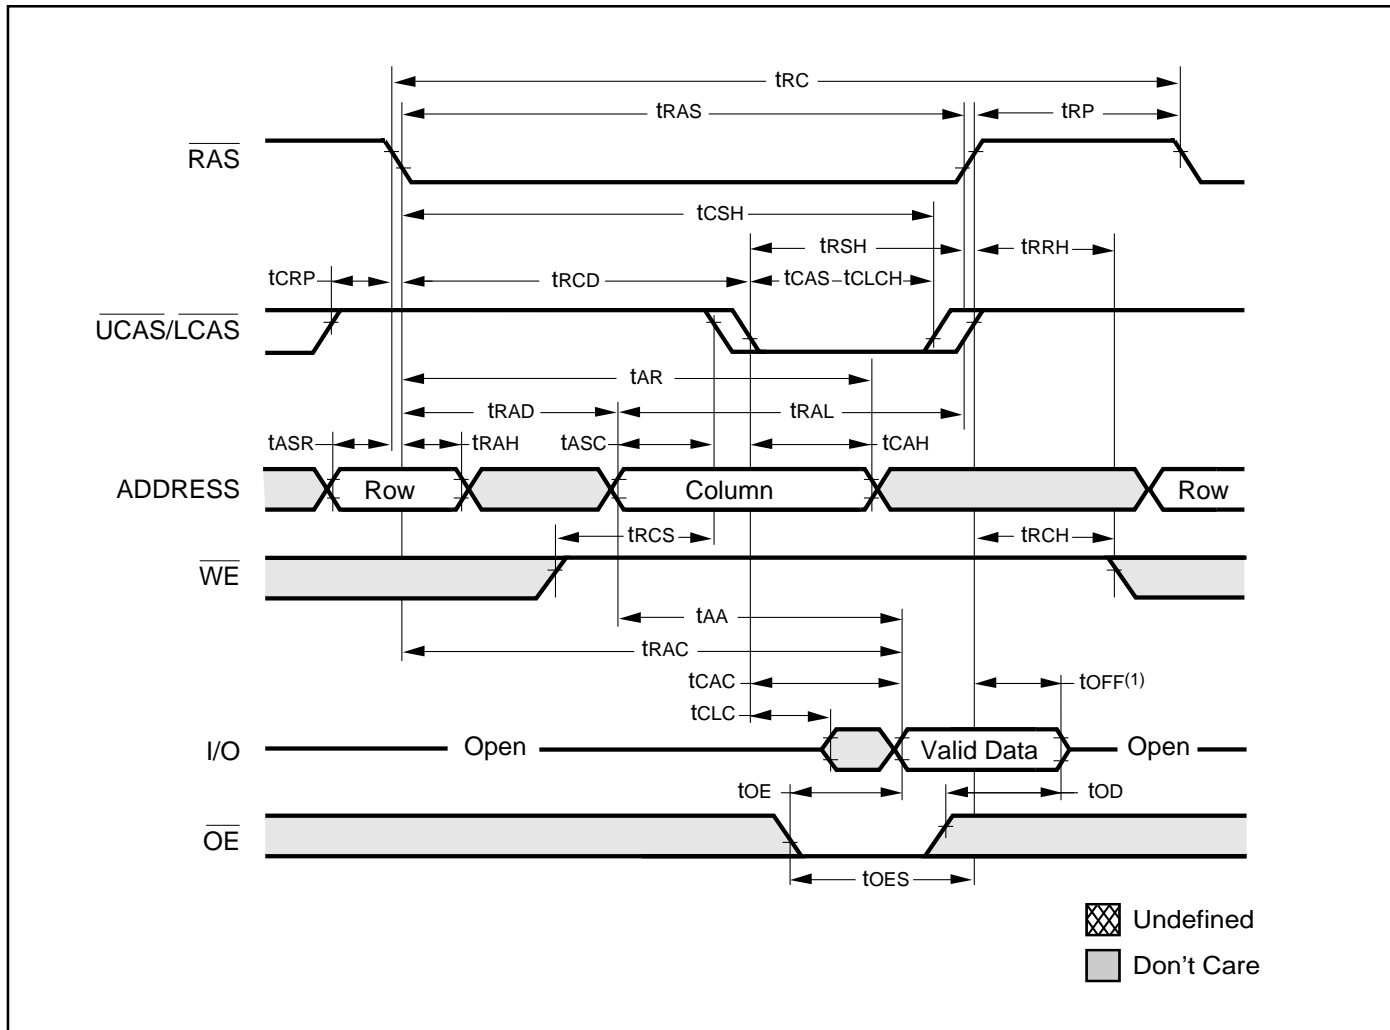 tRC
tRAS
tRP
RAS
tCSH
tRSH
tRRH
tCRP
tRCD
tCAS
tCLCH
UCAS/LCAS
tAR
tRAD
tRAL
tASR
tRAH
tASC
tCAH
ADDRESS
Row
Column
Row
tRCS
tRCH
WE
tAA
tRAC
tCAC
tOFF(1)
tCLC
I/O
Open
Valid Data
Open
tOE
tOD
OE
tOES
Undefined
Don't Care